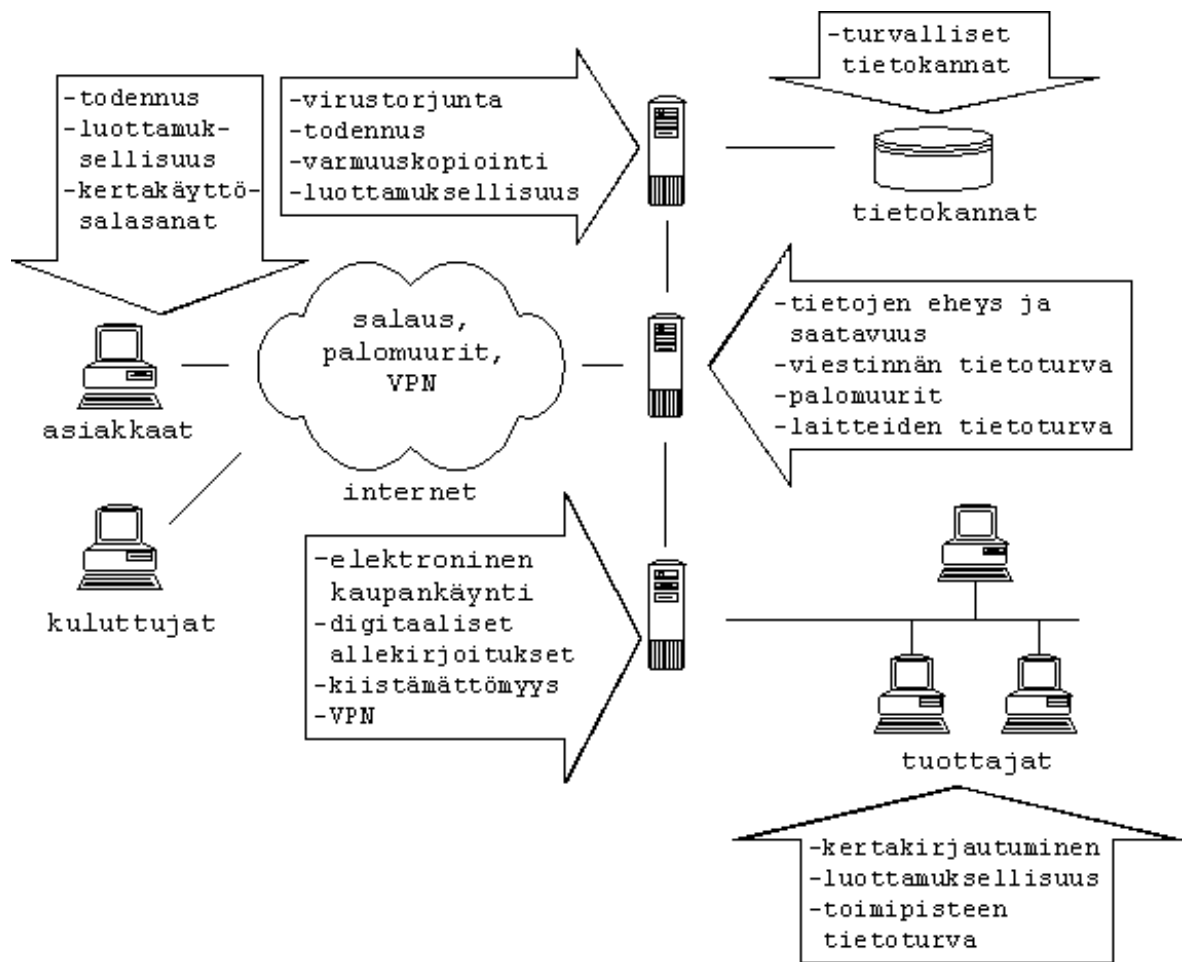 -turvalliset
tietokannat
-todennus
-luottamuk-
sellisuus
-kertakäyttö-
salasanat
-virustorjunta
-todennus
-varmuuskopiointi
-luottamuksellisuus
tietokannat
salaus,
palomuurit,
VPN
internet
asiakkaat
kuluttujat
-tietojen eheys ja
saatavuus
-viestinnän tietoturva
-palomuurit
-laitteiden tietoturva
-elektroninen
kaupankäynti
-digitaaliset
allekirjoitukset
-kiistämättömyys
-VPN
tuottajat
-kertakirjautuminen
-luottamuksellisuus
-toimipisteen
tietoturva